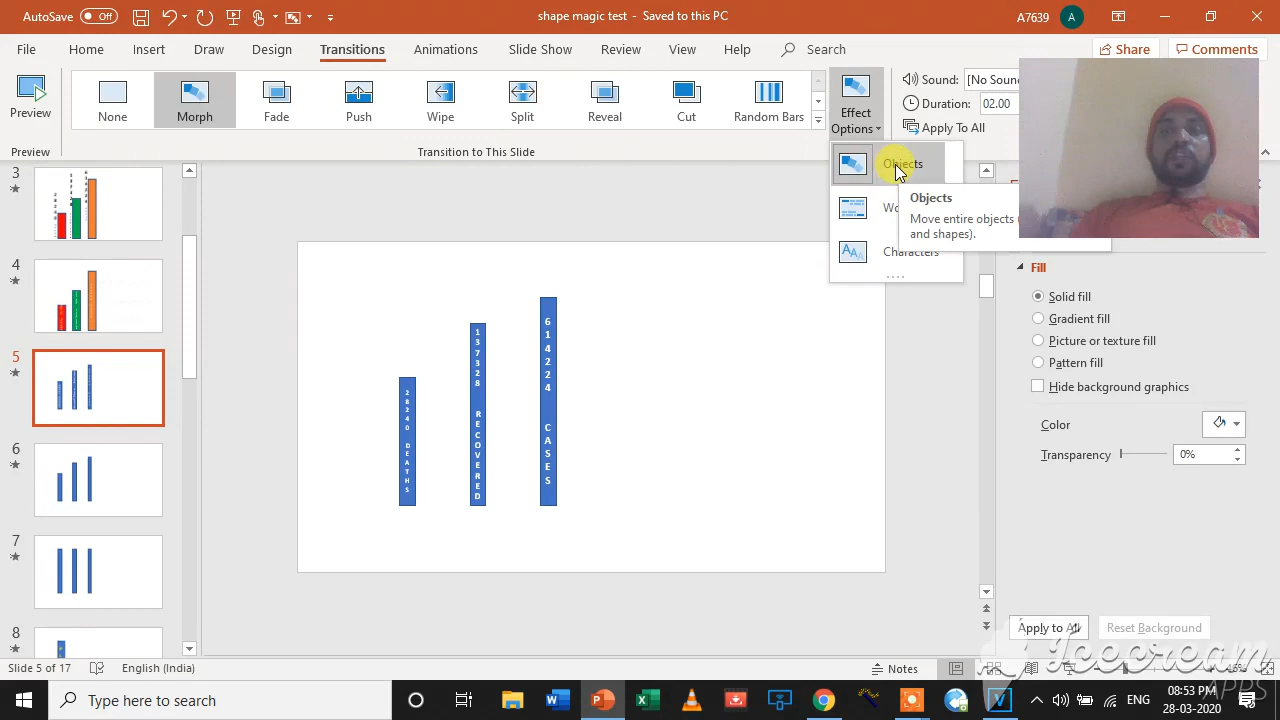 AutoSave Off
shape magic test - Saved to this PC
A7639 A
File Home Insert Draw Design Transitions Animations Slide Show Review View Help Search Share Comments
Preview None Morph Fade Push Wipe Split Reveal Cut Random Bars
Effect Options
Sound: [No Soun
Duration: 02.00
Apply To All
Preview
Transition to This Slide
Objects
Wo
Characters
Objects
Move entire objects (
and shapes).
3
4
5
6
7
8
28240 DEATHS
137328 RECOVERED
614224 CASES
Fill
Solid fill
Gradient fill
Picture or texture fill
Pattern fill
Hide background graphics
Color
Transparency 0%
Apply to All
Reset Background
Icecream
APPS
Slide 5 of 17
English (India)
Notes
Type here to search
ENG
08:53 PM
28-03-2020